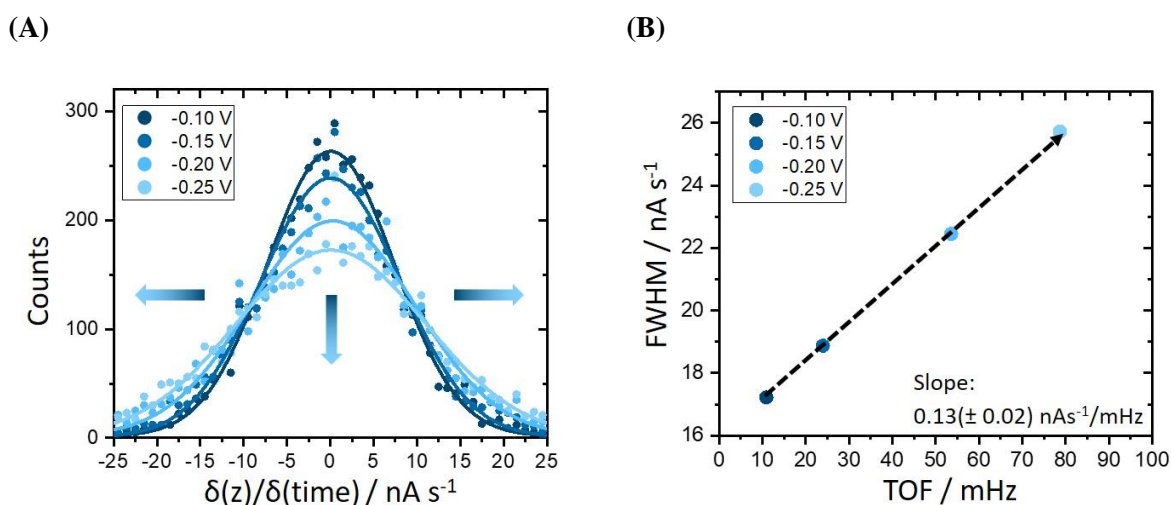 (A)
(B)
300
200
100
0
-25 -20 -15 -10 -5 0 5 10 15 20 25
Counts
δ(z)/δ(time) / nA s⁻¹
-0.10 V
-0.15 V
-0.20 V
-0.25 V
26
24
22
20
18
16
0 10 20 30 40 50 60 70 80 90 100
FWHM / nA s⁻¹
TOF / mHz
-0.10 V
-0.15 V
-0.20 V
-0.25 V
Slope:
0.13(± 0.02) nAs⁻¹/mHz